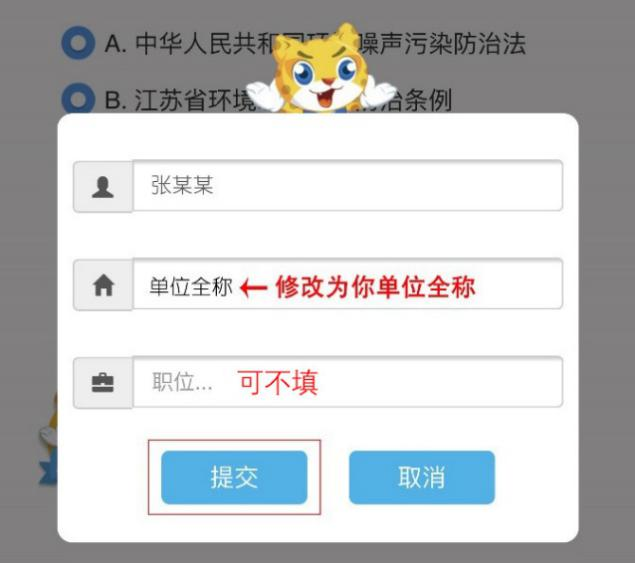 A. 中华人民共和国环 噪声污染防治法
B. 江苏省环境 治条例
张某某
单位全称 ← 修改为你单位全称
职位... 可不填
提交 取消